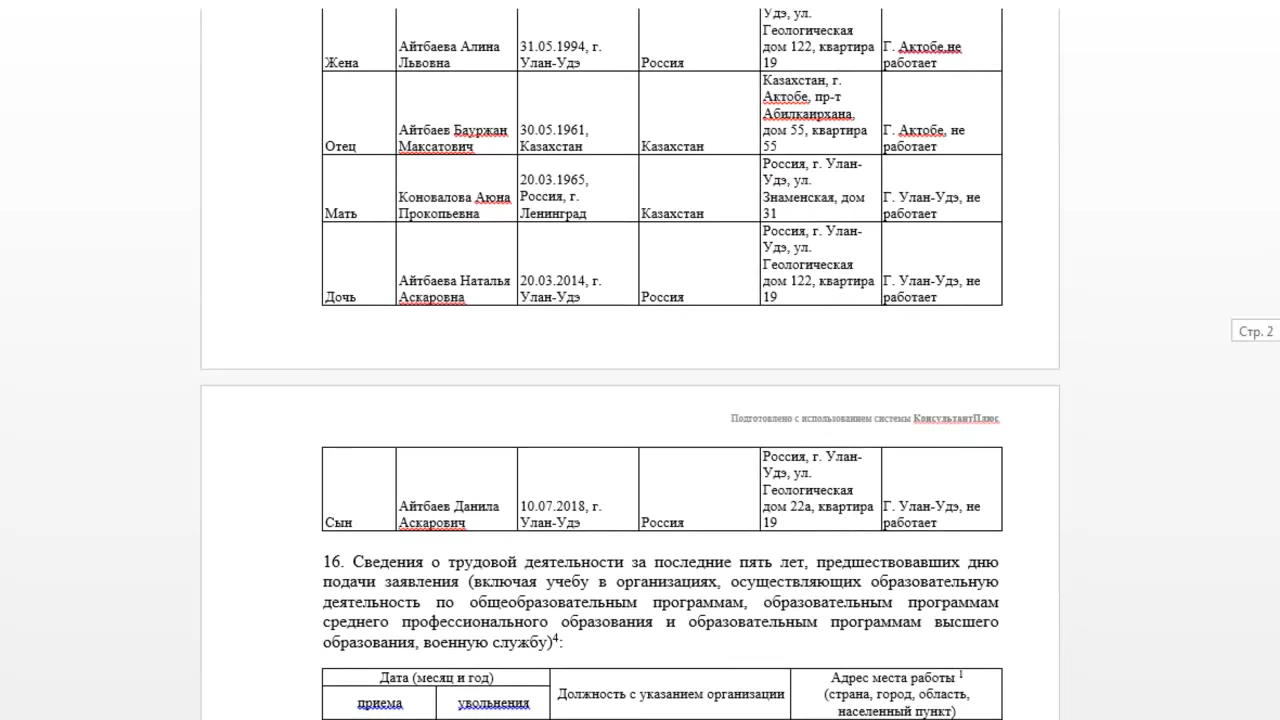 Удэ, ул.
Геологическая
Айтбаева Алина 31.05.1994, г. дом 122, квартира Г. Актобе,не
Жена Львовна Улан-Удэ Россия 19 работает
Казахстан, г.
Актобе, пр-т
Абилкаирхана,
Айтбаев Бауржан 30.05.1961, дом 55, квартира Г. Актобе, не
Отец Максатович Казахстан Казахстан 55 работает
Россия, г. Улан-
20.03.1965, Удэ, ул.
Коновалова Аюна Россия, г. Знаменская, дом Г. Улан-Удэ, не
Мать Прокопьевна Ленинград Казахстан 31 работает
Россия, г. Улан-
Удэ, ул.
Геологическая
Айтбаева Наталья 20.03.2014, г. дом 122, квартира Г. Улан-Удэ, не
Дочь Аскаровна Улан-Удэ Россия 19 работает
Стр. 2
Подготовлено с использованием системы КонсультантПлюс
Россия, г. Улан-
Удэ, ул.
Геологическая
Айтбаев Данила 10.07.2018, г. дом 22а, квартира Г. Улан-Удэ, не
Сын Аскарович Улан-Удэ Россия 19 работает
16. Сведения о трудовой деятельности за последние пять лет, предшествовавших дню
подачи заявления (включая учебу в организациях, осуществляющих образовательную
деятельность по общеобразовательным программам, образовательным программам
среднего профессионального образования и образовательным программам высшего
образования, военную службу)4:
Дата (месяц и год) Должность с указанием организации Адрес места работы 1
приема увольнения (страна, город, область,
населенный пункт)